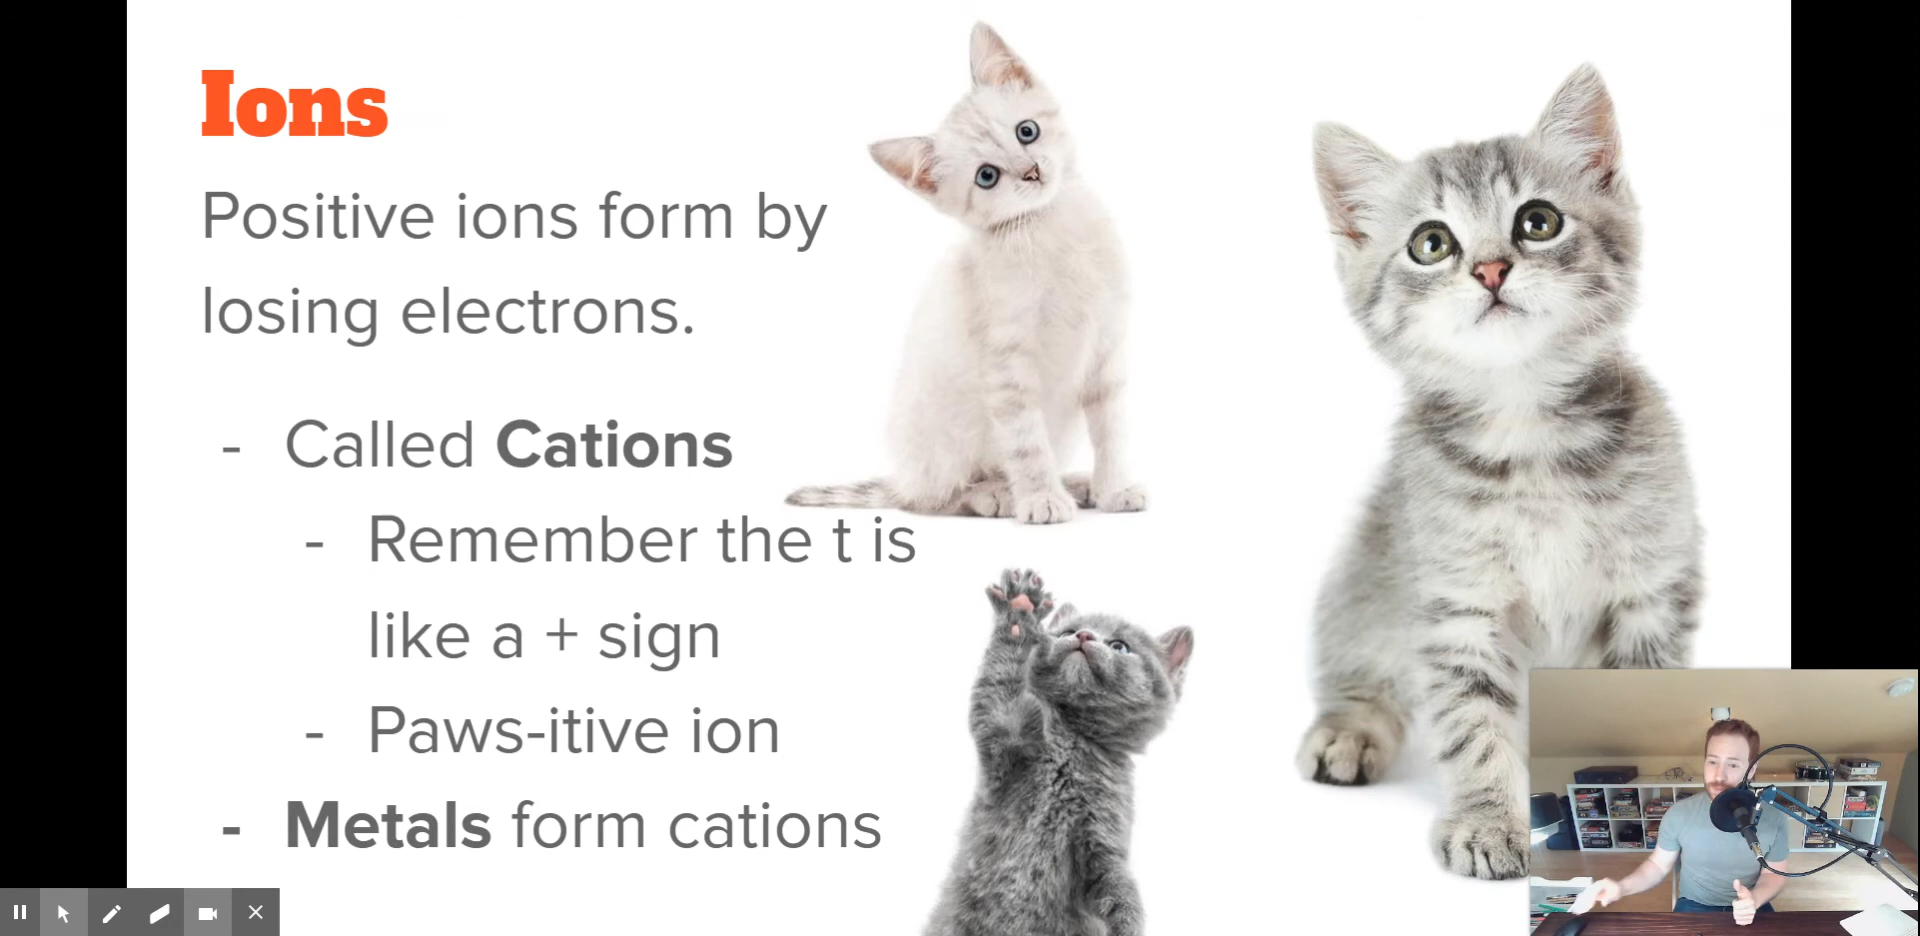 Ions
Positive ions form by
losing electrons.
- Called Cations
- Remember the t is
like a + sign
- Paws-itive ion
- Metals form cations